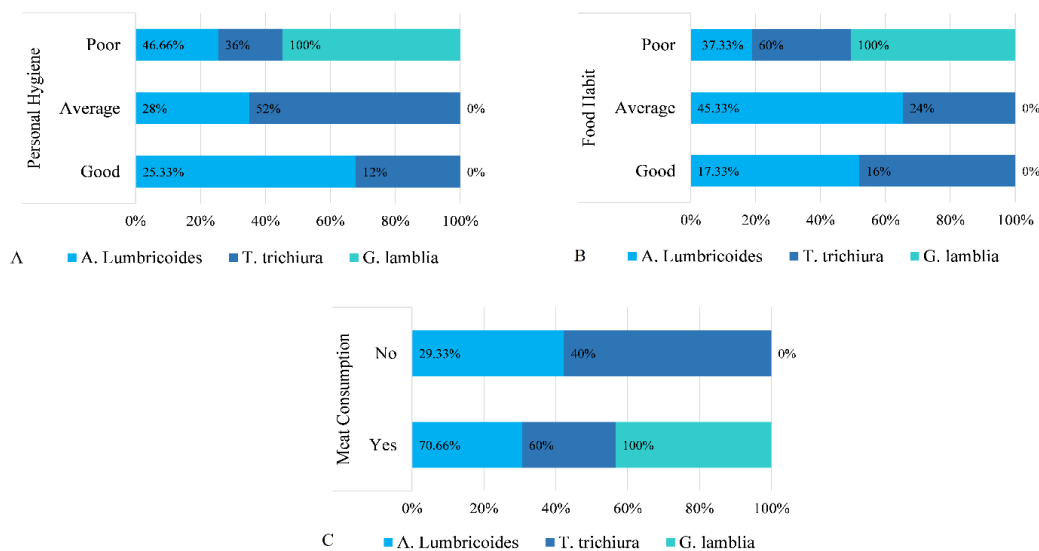 Personal Hygiene
Poor
46.66% 36% 100%
Average
28% 52% 0%
Good
25.33% 12% 0%
0% 20% 40% 60% 80% 100%
A
A. Lumbricoides T. trichiura G. lamblia
Food Habit
Poor
37.33% 60% 100%
Average
45.33% 24% 0%
Good
17.33% 16% 0%
0% 20% 40% 60% 80% 100%
B
A. Lumbricoides T. trichiura G. lamblia
Meat Consumption
No
29.33% 40% 0%
Yes
70.66% 60% 100%
0% 20% 40% 60% 80% 100%
C
A. Lumbricoides T. trichiura G. lamblia